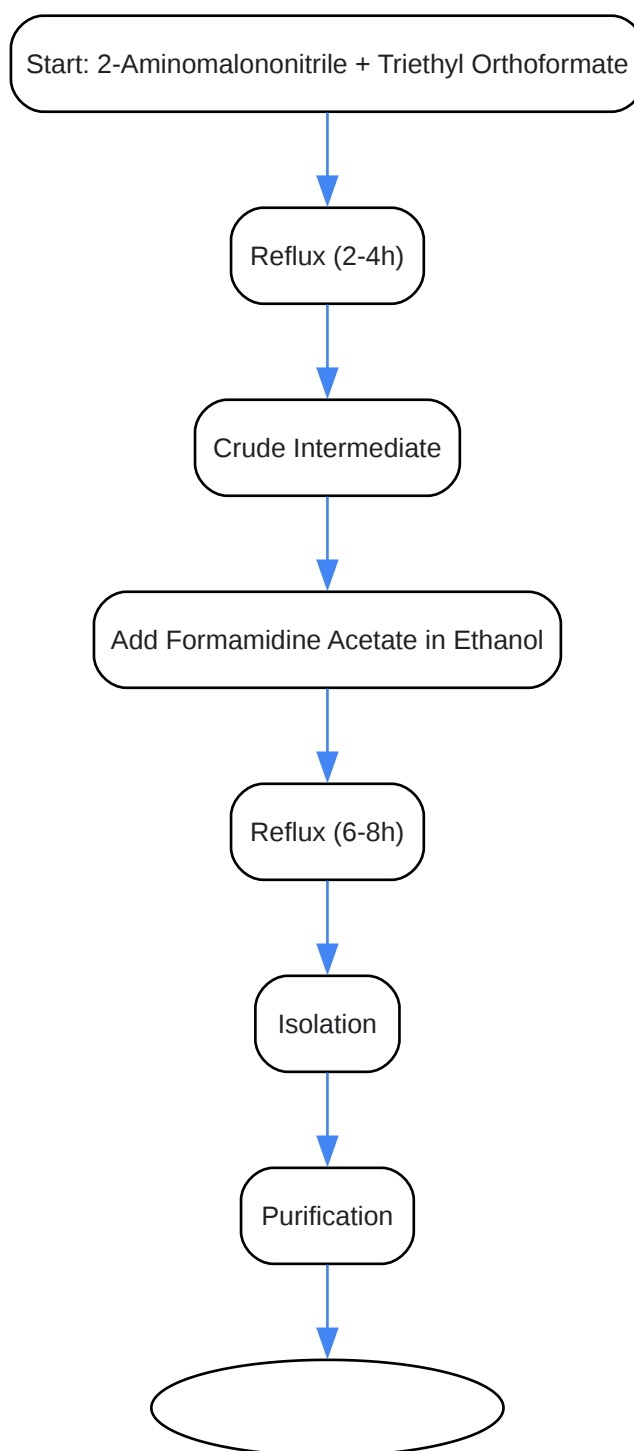 Start: 2-Aminomalononitrile + Triethyl Orthoformate
Reflux (2-4h)
Crude Intermediate
Add Formamidine Acetate in Ethanol
Reflux (6-8h)
Isolation
Purification